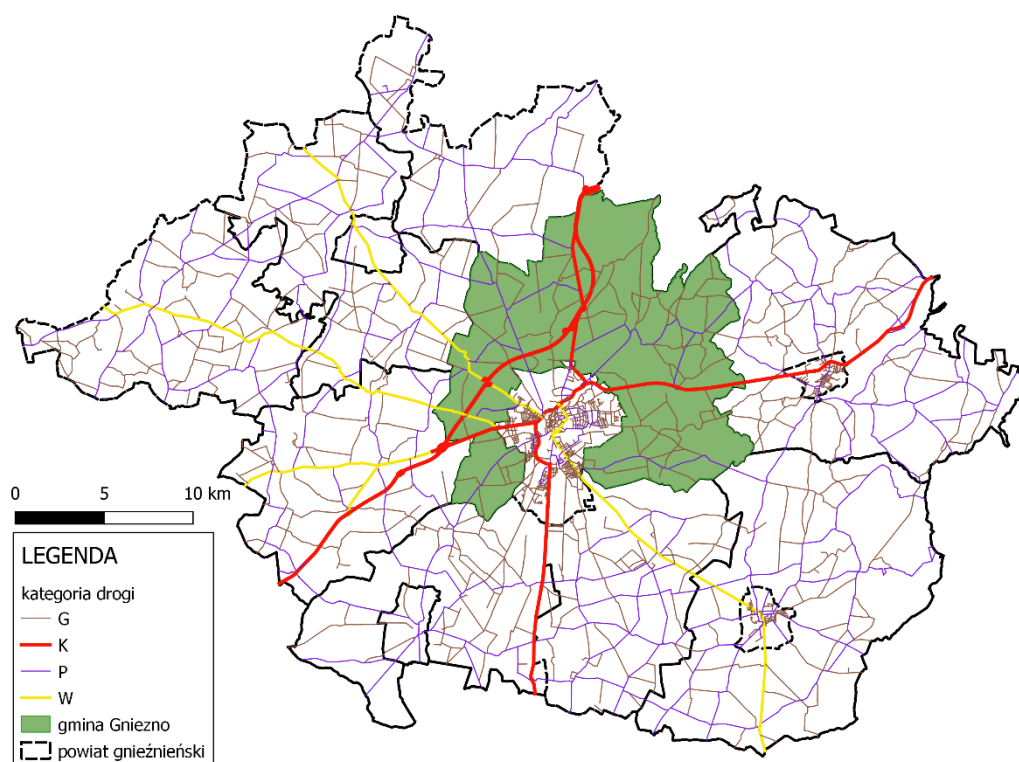 0 5 10 km
LEGENDA
kategoria drogi
G
K
P
W
gmina Gniezno
powiat gnieźnieński